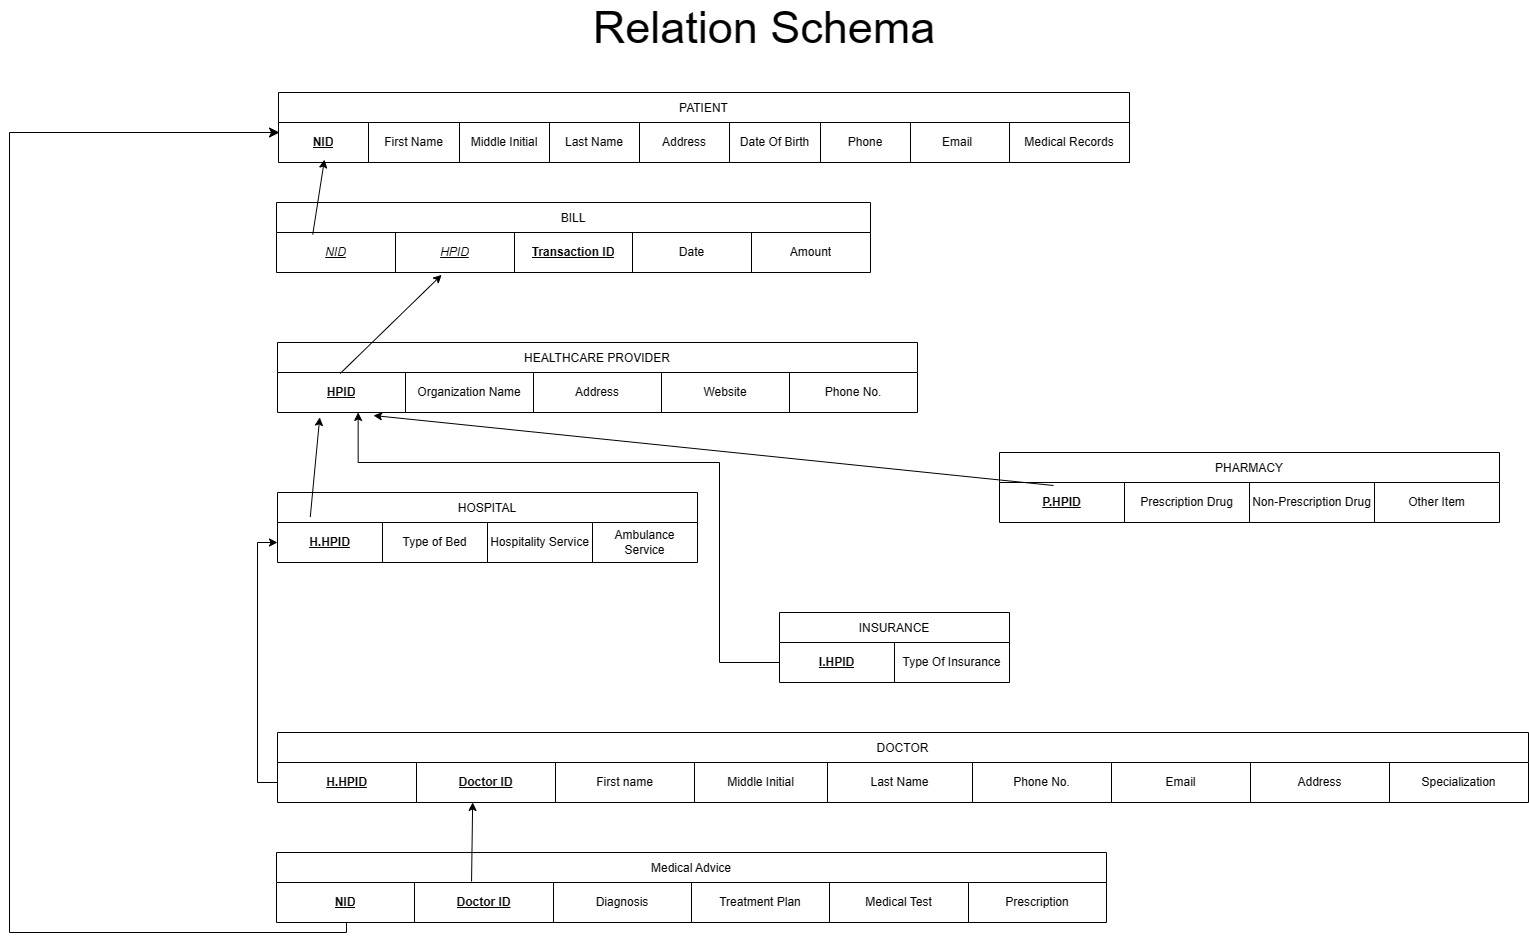 Relation Schema
PATIENT
NID First Name Middle Initial Last Name Address Date Of Birth Phone Email Medical Records
BILL
NID HPID Transaction ID Date Amount
HEALTHCARE PROVIDER
HPID Organization Name Address Website Phone No.
PHARMACY
P.HPID Prescription Drug Non-Prescription Drug Other Item
HOSPITAL
H.HPID Type of Bed Hospitality Service Ambulance
Service
INSURANCE
I.HPID Type Of Insurance
DOCTOR
H.HPID Doctor ID First name Middle Initial Last Name Phone No. Email Address Specialization
Medical Advice
NID Doctor ID Diagnosis Treatment Plan Medical Test Prescription